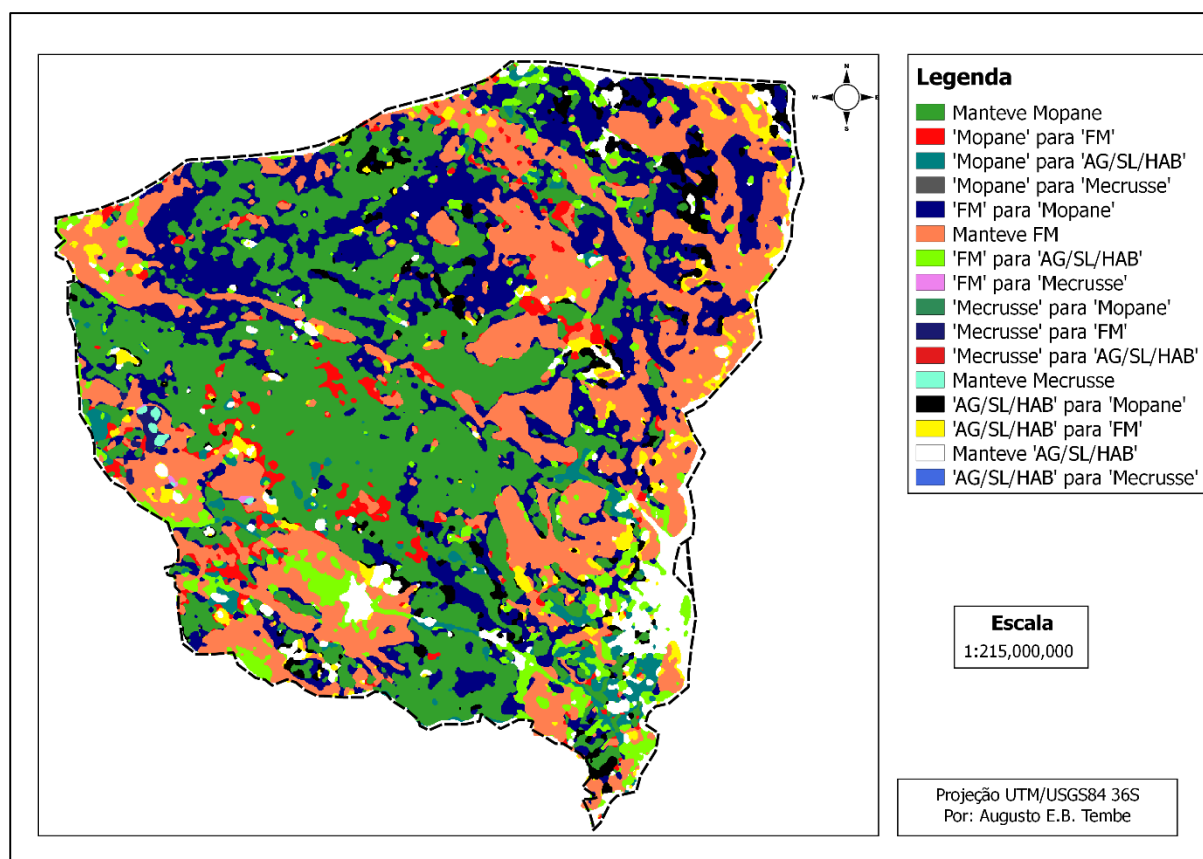 N
W
E
S
Legenda
Manteve Mopane
'Mopane' para 'FM'
'Mopane' para 'AG/SL/HAB'
'Mopane' para 'Mecrusse'
'FM' para 'Mopane'
Manteve FM
'FM' para 'AG/SL/HAB'
'FM' para 'Mecrusse'
'Mecrusse' para 'Mopane'
'Mecrusse' para 'FM'
'Mecrusse' para 'AG/SL/HAB'
Manteve Mecrusse
'AG/SL/HAB' para 'Mopane'
'AG/SL/HAB' para 'FM'
Manteve 'AG/SL/HAB'
'AG/SL/HAB' para 'Mecrusse'
Escala
1:215,000,000
Projeção UTM/USGS84 36S
Por: Augusto E.B. Tembe